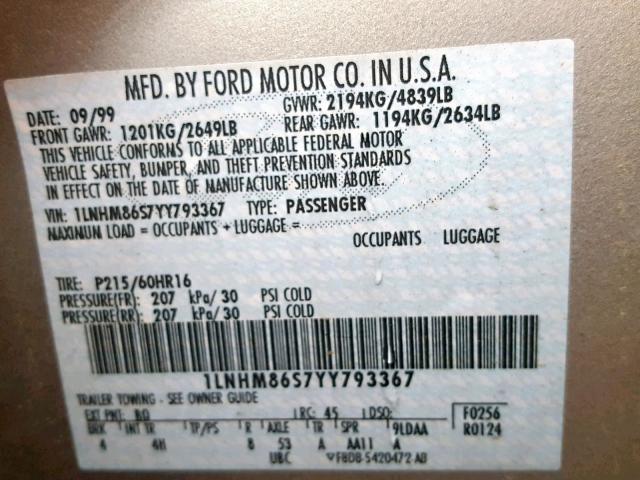 MFD. BY FORD MOTOR CO. IN U.S.A.
DATE: 09/99 GVWR: 2194KG/4839LB
FRONT GAWR: 1201KG/2649LB REAR GAWR: 1194KG/2634LB
THIS VEHICLE CONFORMS TO ALL APPLICABLE FEDERAL MOTOR
VEHICLE SAFETY, BUMPER, AND THEFT PREVENTION STANDARDS
IN EFFECT ON THE DATE OF MANUFACTURE SHOWN ABOVE.
VIN: 1LNHM86S7YY793367 TYPE: PASSENGER
MAXIMUM LOAD = OCCUPANTS + LUGGAGE =
OCCUPANTS LUGGAGE
TIRE: P215/60HR16
PRESSURE(FR): 207 kPa/ 30 PSI COLD
PRESSURE(RR): 207 kPa/ 30 PSI COLD
1LNHM86S7YY793367
TRAILER TOWING - SEE OWNER GUIDE
EXT PNT: BQ RC: 45 DSO: F0256
BRK INT TR TP/PS R AXLE TR SPR 9LDAA R0124
4 4H 8 53 A AA11 A
UBC F8DB-5420472-AB